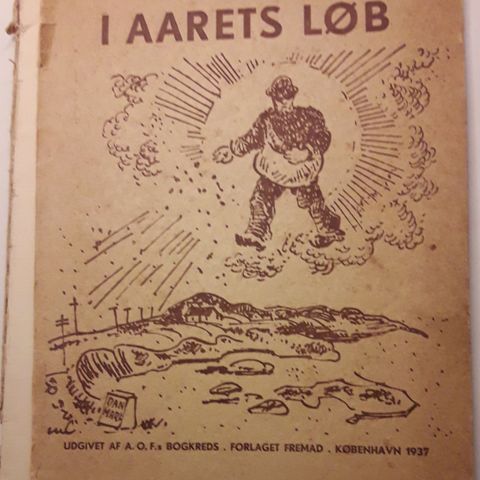 I AARETS LØB
DAN
MARK
UDGIVET AF A.O.F.s BOGKREDS . FORLAGET FREMAD . KØBENHAVN 1937